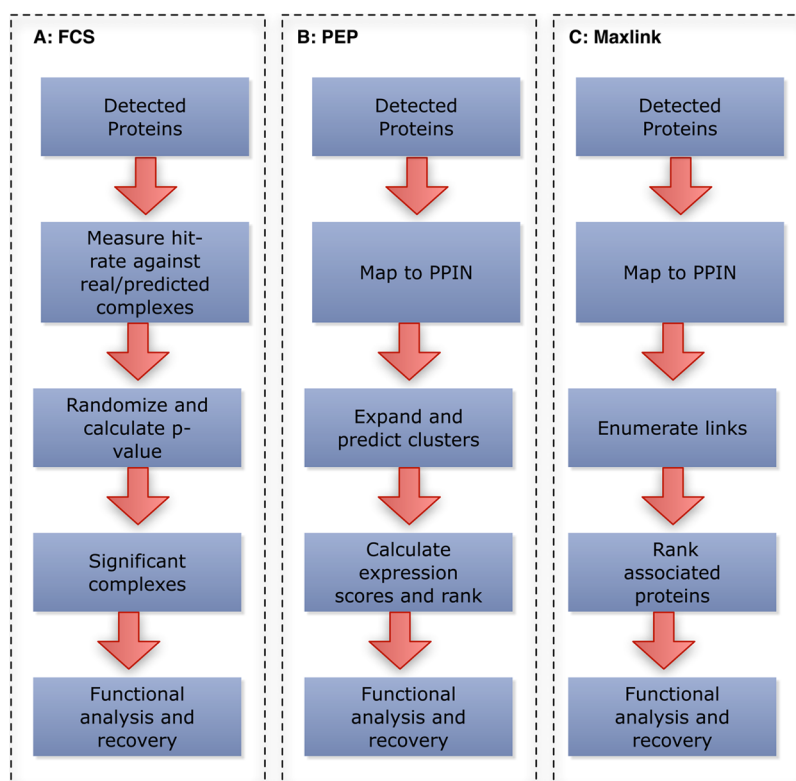 A: FCS
Detected
Proteins
Measure hit-
rate against
real/predicted
complexes
Randomize and
calculate p-
value
Significant
complexes
Functional
analysis and
recovery
B: PEP
Detected
Proteins
Map to PPIN
Expand and
predict clusters
Calculate
expression
scores and rank
Functional
analysis and
recovery
C: Maxlink
Detected
Proteins
Map to PPIN
Enumerate links
Rank
associated
proteins
Functional
analysis and
recovery